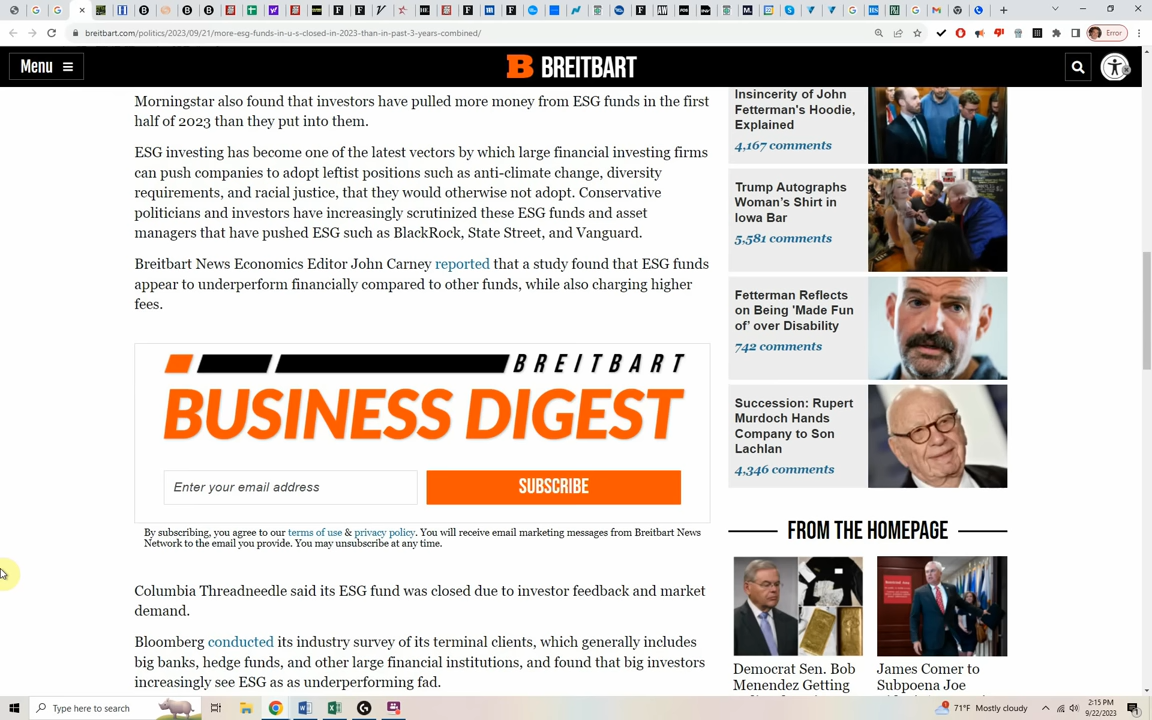 breitbart.com/politics/2023/09/21/more-esg-funds-in-u-s-closed-in-2023-than-in-past-3-years-combined/
Error
Menu
BREITBART
Morningstar also found that investors have pulled more money from ESG funds in the first
half of 2023 than they put into them.
ESG investing has become one of the latest vectors by which large financial investing firms
can push companies to adopt leftist positions such as anti-climate change, diversity
requirements, and racial justice, that they would otherwise not adopt. Conservative
politicians and investors have increasingly scrutinized these ESG funds and asset
managers that have pushed ESG such as BlackRock, State Street, and Vanguard.
Breitbart News Economics Editor John Carney reported that a study found that ESG funds
appear to underperform financially compared to other funds, while also charging higher
fees.
BREITBART
BUSINESS DIGEST
Enter your email address
SUBSCRIBE
By subscribing, you agree to our terms of use & privacy policy. You will receive email marketing messages from Breitbart News
Network to the email you provide. You may unsubscribe at any time.
Columbia Threadneedle said its ESG fund was closed due to investor feedback and market
demand.
Bloomberg conducted its industry survey of its terminal clients, which generally includes
big banks, hedge funds, and other large financial institutions, and found that big investors
increasingly see ESG as as underperforming fad.
Insincerity of John
Fetterman's Hoodie,
Explained
4,167 comments
Trump Autographs
Woman's Shirt in
Iowa Bar
5,581 comments
Fetterman Reflects
on Being 'Made Fun
of' over Disability
742 comments
Succession: Rupert
Murdoch Hands
Company to Son
Lachlan
4,346 comments
FROM THE HOMEPAGE
Democrat Sen. Bob
Menendez Getting
James Comer to
Subpoena Joe
Type here to search
71°F Mostly cloudy
2:15 PM
9/22/2023